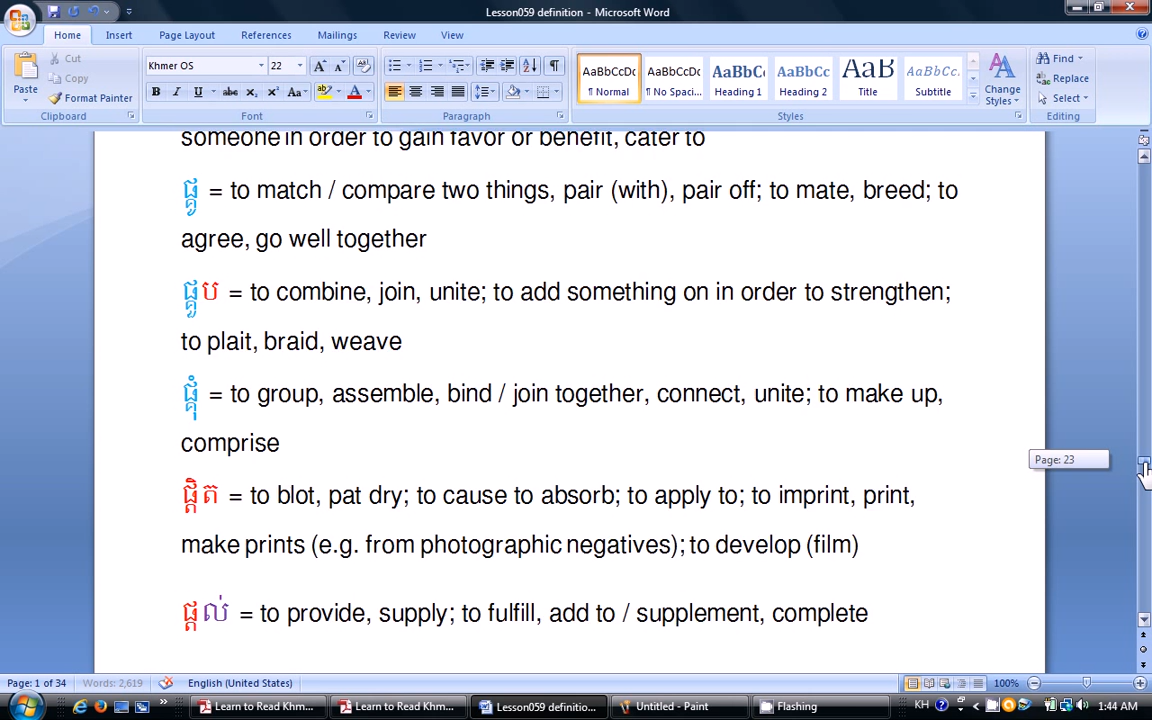 Lesson059 definition - Microsoft Word
Home Insert Page Layout References Mailings Review View
Paste
Cut
Copy
Format Painter
Clipboard
Khmer OS 22
Font
Paragraph
AaBbCcDc AaBbCcDc AaBbCc AaBbCc AaB AaBbCc.
¶ Normal ¶ No Spaci... Heading 1 Heading 2 Title Subtitle
Change Styles
Styles
Find
Replace
Select
Editing
someone in order to gain favor or benefit, cater to
ផ្គូ = to match / compare two things, pair (with), pair off; to mate, breed; to
agree, go well together
ផ្គួប = to combine, join, unite; to add something on in order to strengthen;
to plait, braid, weave
ផ្គុំ = to group, assemble, bind / join together, connect, unite; to make up,
comprise
ផ្តិត = to blot, pat dry; to cause to absorb; to apply to; to imprint, print,
make prints (e.g. from photographic negatives); to develop (film)
ផ្តល់ = to provide, supply; to fulfill, add to / supplement, complete
Page: 23
Page: 1 of 34 Words: 2,619 English (United States) 100%
Learn to Read Khm... Learn to Read Khm... Lesson059 definitio... Untitled - Paint Flashing KH 1:44 AM